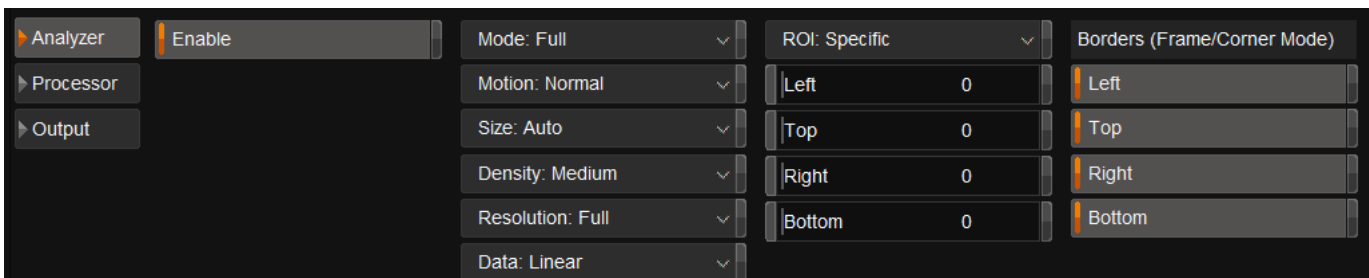 Analyzer
Processor
Output
Enable
Mode: Full
Motion: Normal
Size: Auto
Density: Medium
Resolution: Full
Data: Linear
ROI: Specific
Left 0
Top 0
Right 0
Bottom 0
Borders (Frame/Corner Mode)
Left
Top
Right
Bottom